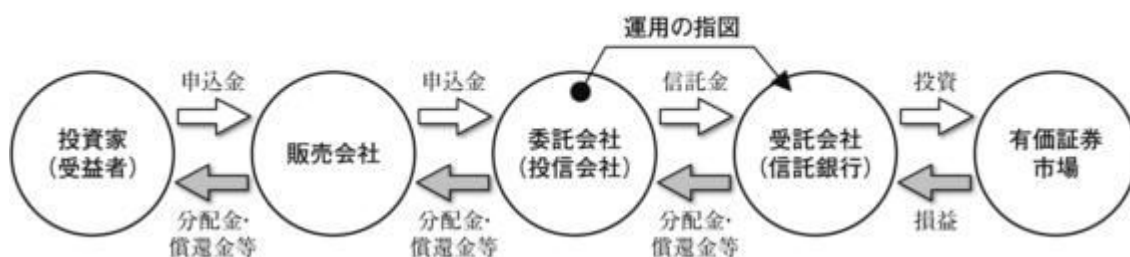 運用の指図
申込金
申込金
信託金
投資
投資家
(受益者)
販売会社
委託会社
(投信会社)
受託会社
(信託銀行)
有価証券
市場
分配金・
償還金等
分配金・
償還金等
分配金・
償還金等
損益